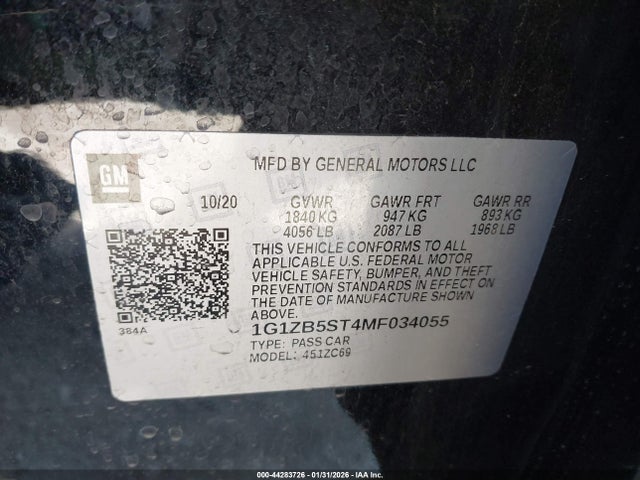 GM
MFD BY GENERAL MOTORS LLC
10/20 GVWR GAWR FRT GAWR RR
1840 KG 947 KG 893 KG
4056 LB 2087 LB 1968 LB
THIS VEHICLE CONFORMS TO ALL
APPLICABLE U.S. FEDERAL MOTOR
VEHICLE SAFETY, BUMPER, AND THEFT
PREVENTION STANDARDS IN EFFECT ON
THE DATE OF MANUFACTURE SHOWN
ABOVE.
384A
1G1ZB5ST4MF034055
TYPE: PASS CAR
MODEL: 451ZC69
000-44283726 - 01/31/2026 - IAA Inc.